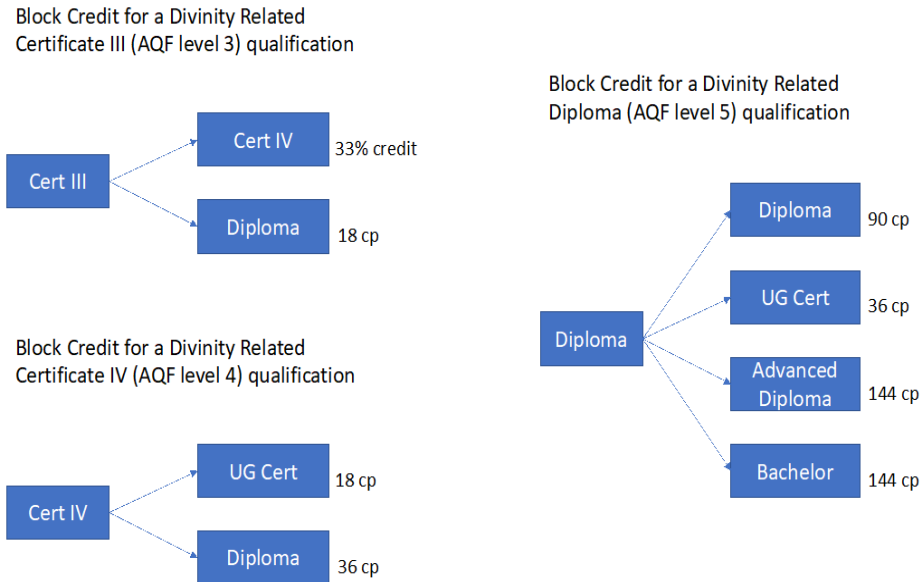 Block Credit for a Divinity Related
Certificate III (AQF level 3) qualification
Cert III
Cert IV
33% credit
Diploma
18 cp
Block Credit for a Divinity Related
Certificate IV (AQF level 4) qualification
Cert IV
UG Cert
18 cp
Diploma
36 cp
Block Credit for a Divinity Related
Diploma (AQF level 5) qualification
Diploma
Diploma
90 cp
UG Cert
36 cp
Advanced
Diploma
144 cp
Bachelor
144 cp